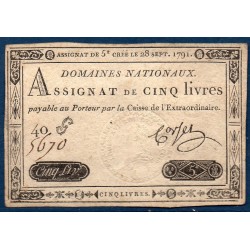 ASSIGNAT DE 5# CRÉÉ LE 28 SEPT. 1791.
DOMAINES NATIONAUX.
ASSIGNAT DE CINQ livres
payable au Porteur par la Caisse de l'Extraordinaire.
40 G
5670
Corsel
Cinq Liv.
5
CINQ LIVRES.